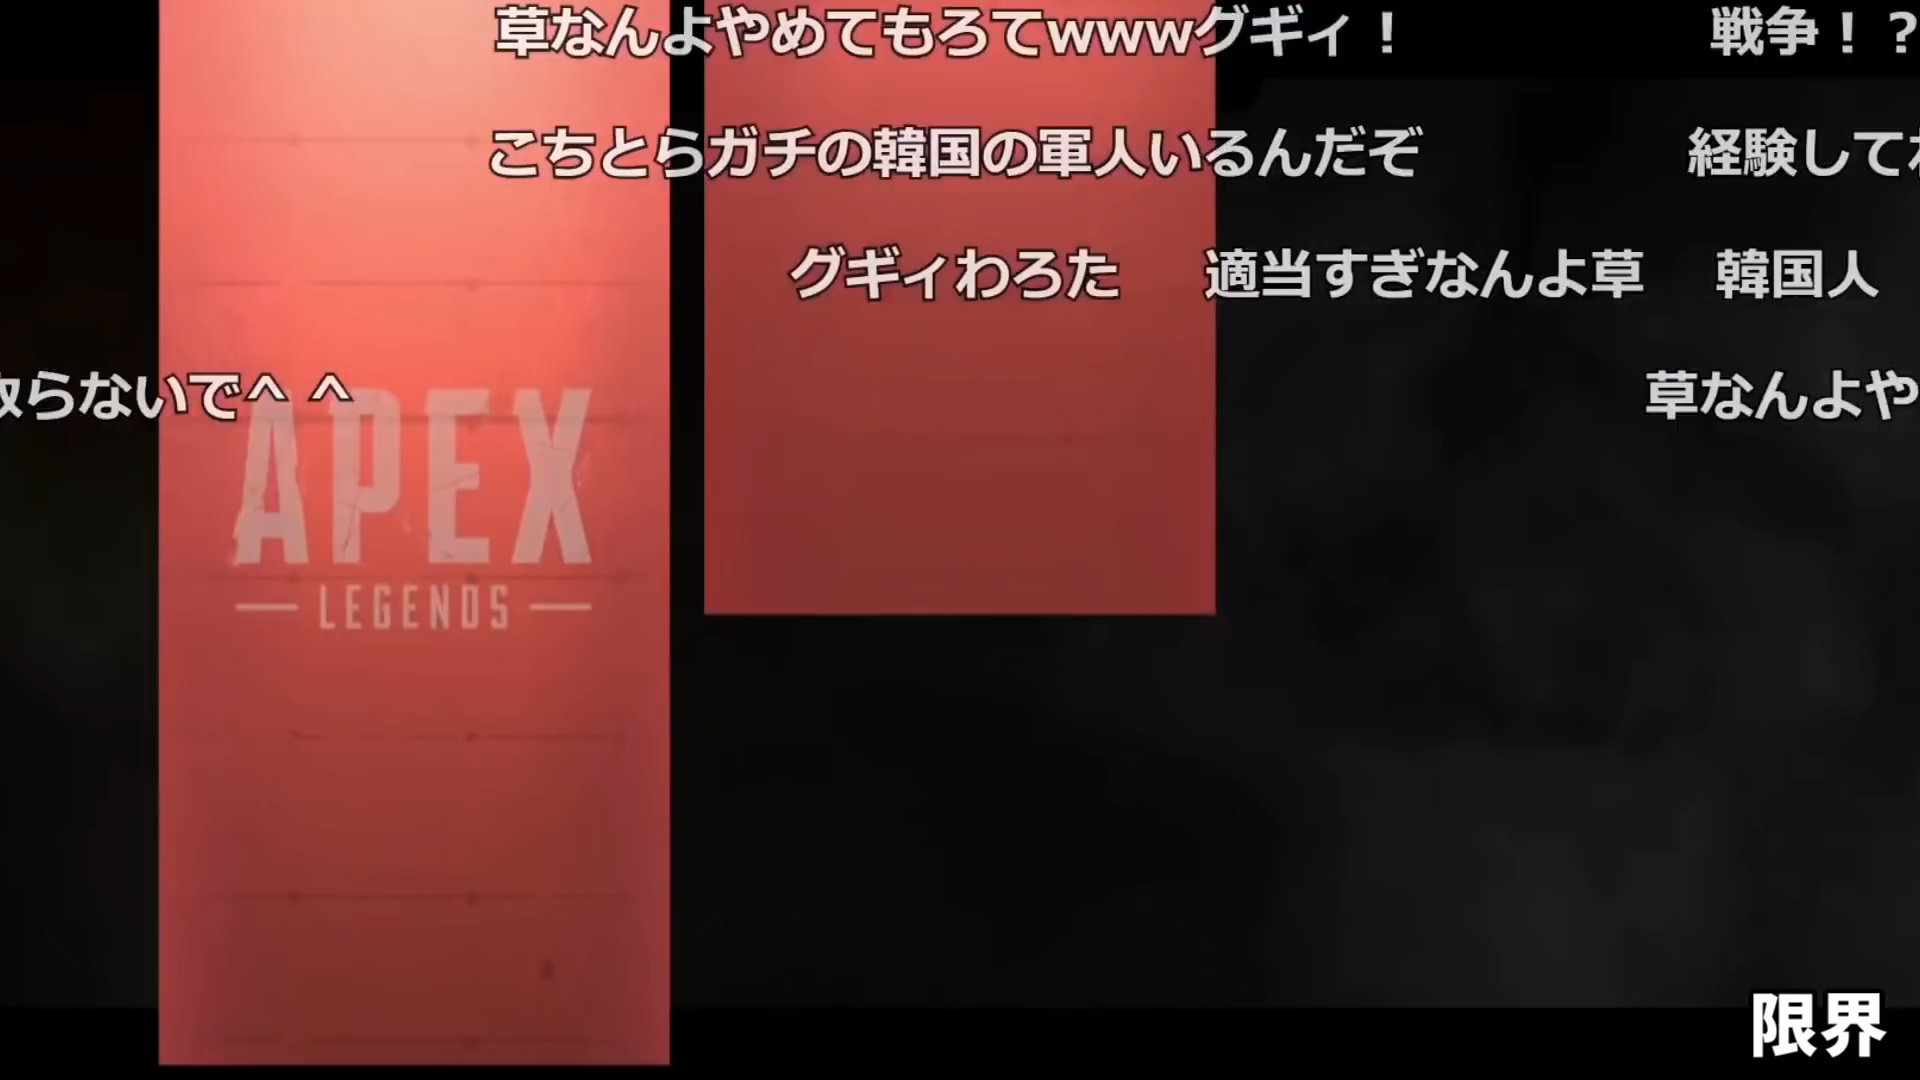 草なんよやめてもろてwwwグギィ！ 戦争！？
こちとらガチの韓国の軍人いるんだぞ 経験して
グギィわろた 適当すぎなんよ草 韓国人
らないで^ ^ 草なんよや
APEX
LEGENDS
限界